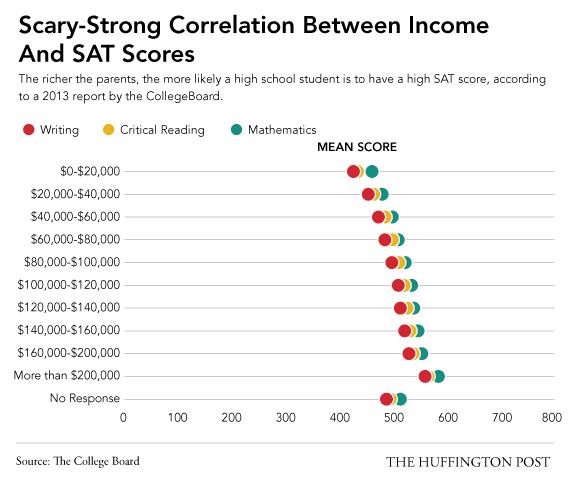 Scary-Strong Correlation Between Income
And SAT Scores
The richer the parents, the more likely a high school student is to have a high SAT score, according
to a 2013 report by the CollegeBoard.
Writing Critical Reading Mathematics
MEAN SCORE
$0-$20,000
$20,000-$40,000
$40,000-$60,000
$60,000-$80,000
$80,000-$100,000
$100,000-$120,000
$120,000-$140,000
$140,000-$160,000
$160,000-$200,000
More than $200,000
No Response
0 100 200 300 400 500 600 700 800
Source: The College Board THE HUFFINGTON POST